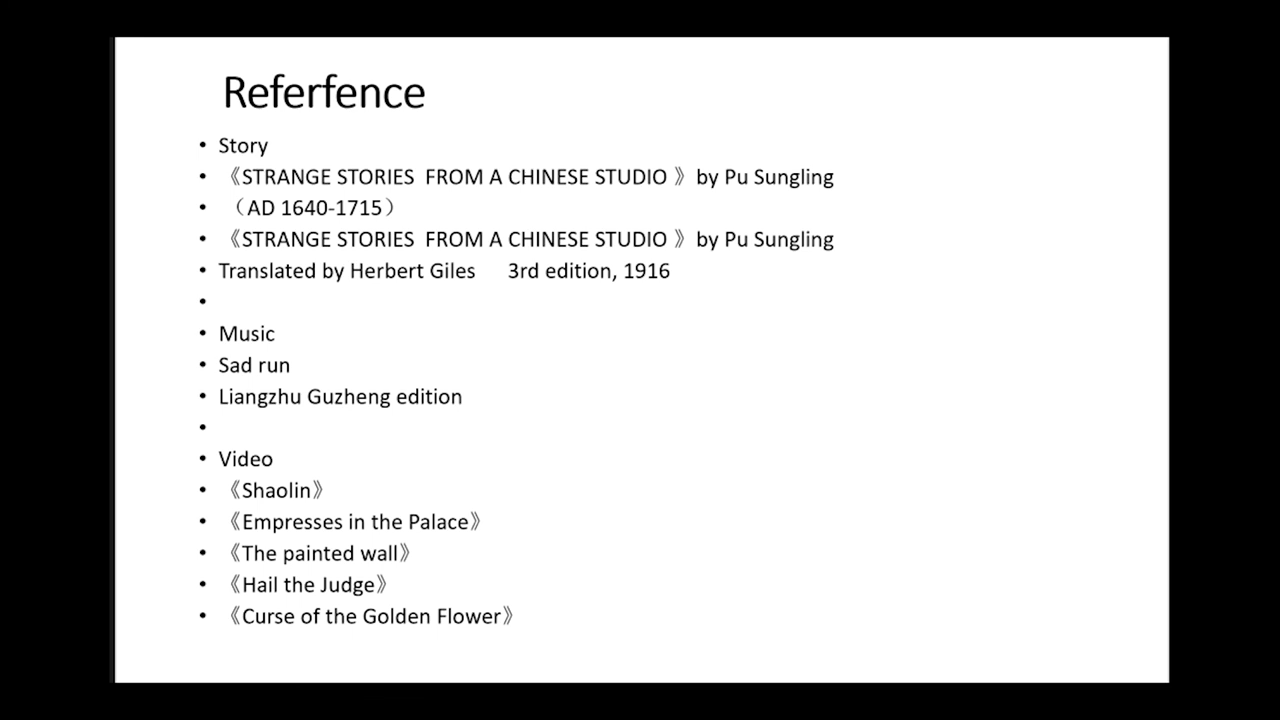 Referfence
• Story
• 《STRANGE STORIES  FROM A CHINESE STUDIO 》by Pu Sungling
• （AD 1640-1715）
• 《STRANGE STORIES  FROM A CHINESE STUDIO 》by Pu Sungling
• Translated by Herbert Giles      3rd edition, 1916
•
• Music
• Sad run
• Liangzhu Guzheng edition
•
• Video
• 《Shaolin》
• 《Empresses in the Palace》
• 《The painted wall》
• 《Hail the Judge》
• 《Curse of the Golden Flower》